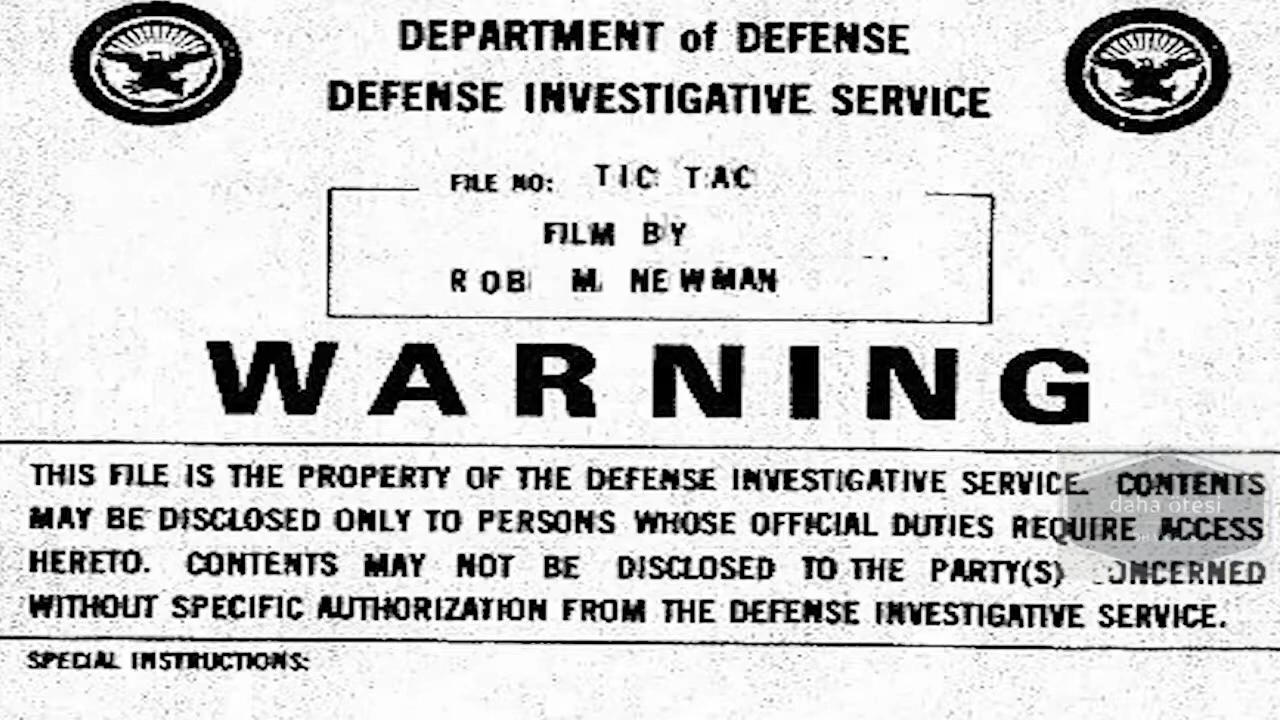 DEPARTMENT of DEFENSE
DEFENSE INVESTIGATIVE SERVICE
FILE NO: TIC TAC
FILM BY
ROB M. NEWMAN
WARNING
THIS FILE IS THE PROPERTY OF THE DEFENSE INVESTIGATIVE SERVICE. CONTENTS
MAY BE DISCLOSED ONLY TO PERSONS WHOSE OFFICIAL DUTIES REQUIRE ACCESS
HERETO. CONTENTS MAY NOT BE DISCLOSED TO THE PARTY(S) CONCERNED
WITHOUT SPECIFIC AUTHORIZATION FROM THE DEFENSE INVESTIGATIVE SERVICE.
SPECIAL INSTRUCTIONS:
daha otesi